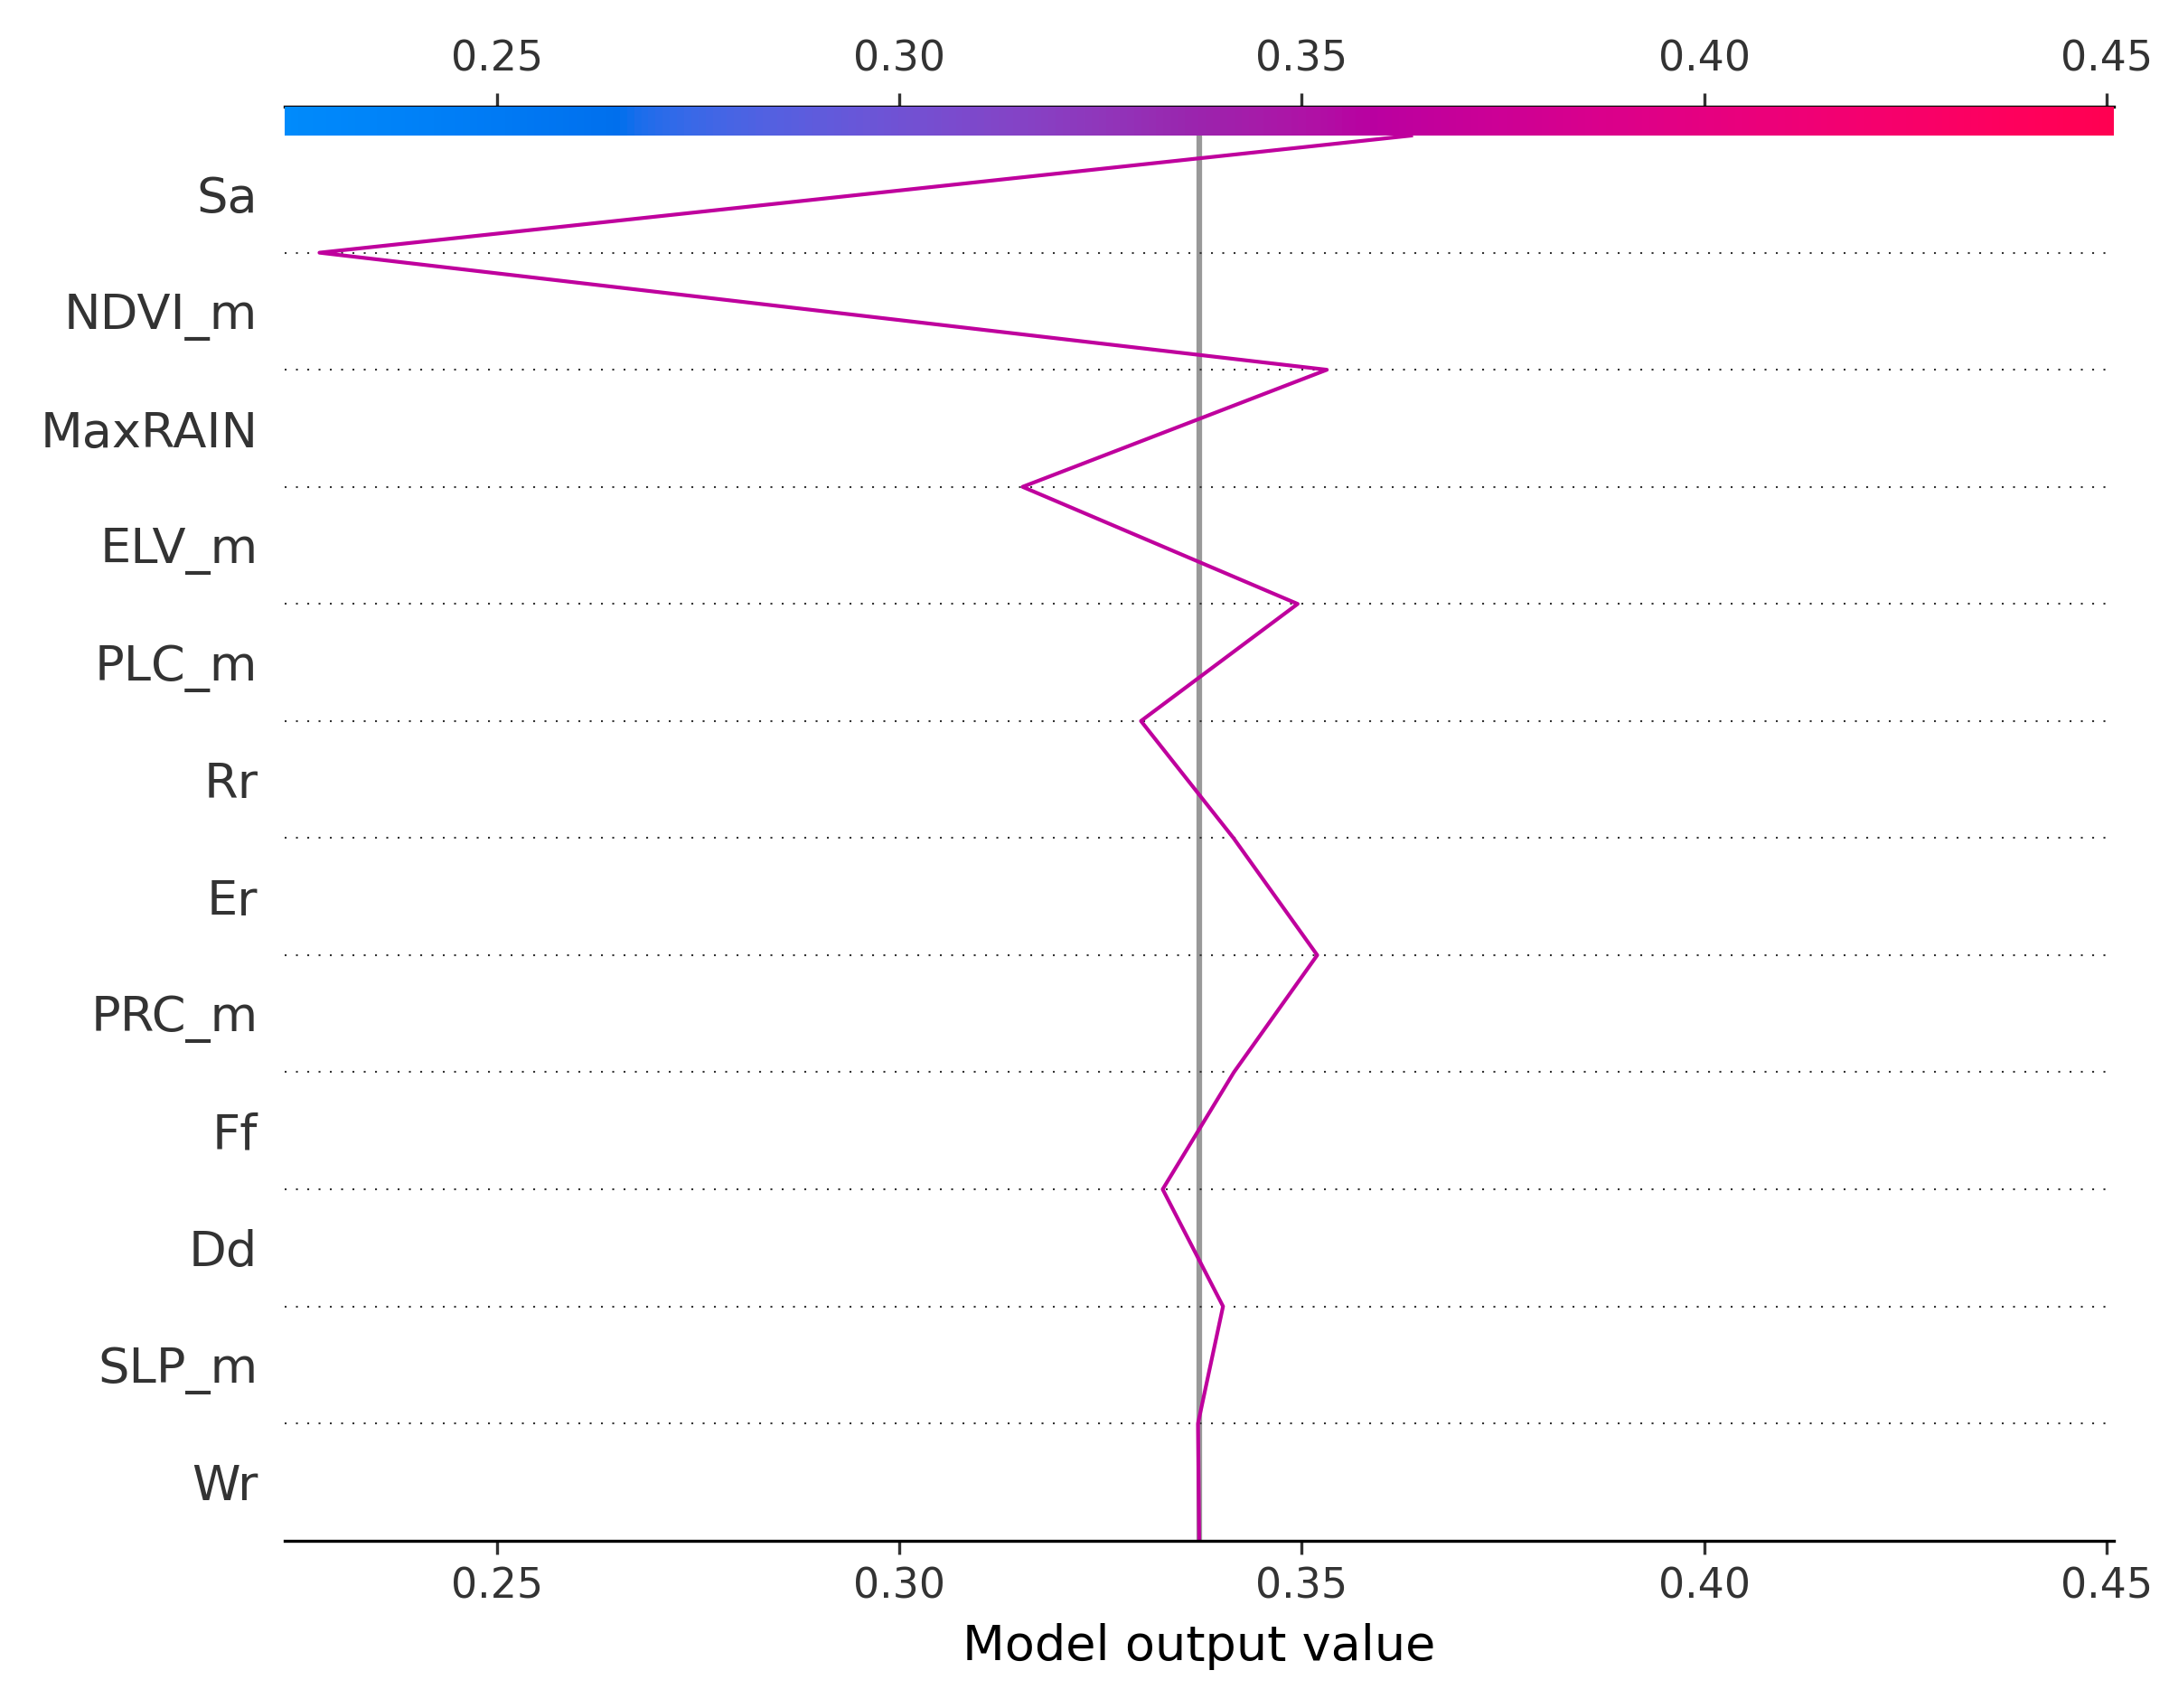 0.25 0.30 0.35 0.40 0.45
Sa
NDVI_m
MaxRAIN
ELV_m
PLC_m
Rr
Er
PRC_m
Ff
Dd
SLP_m
Wr
0.25 0.30 0.35 0.40 0.45
Model output value